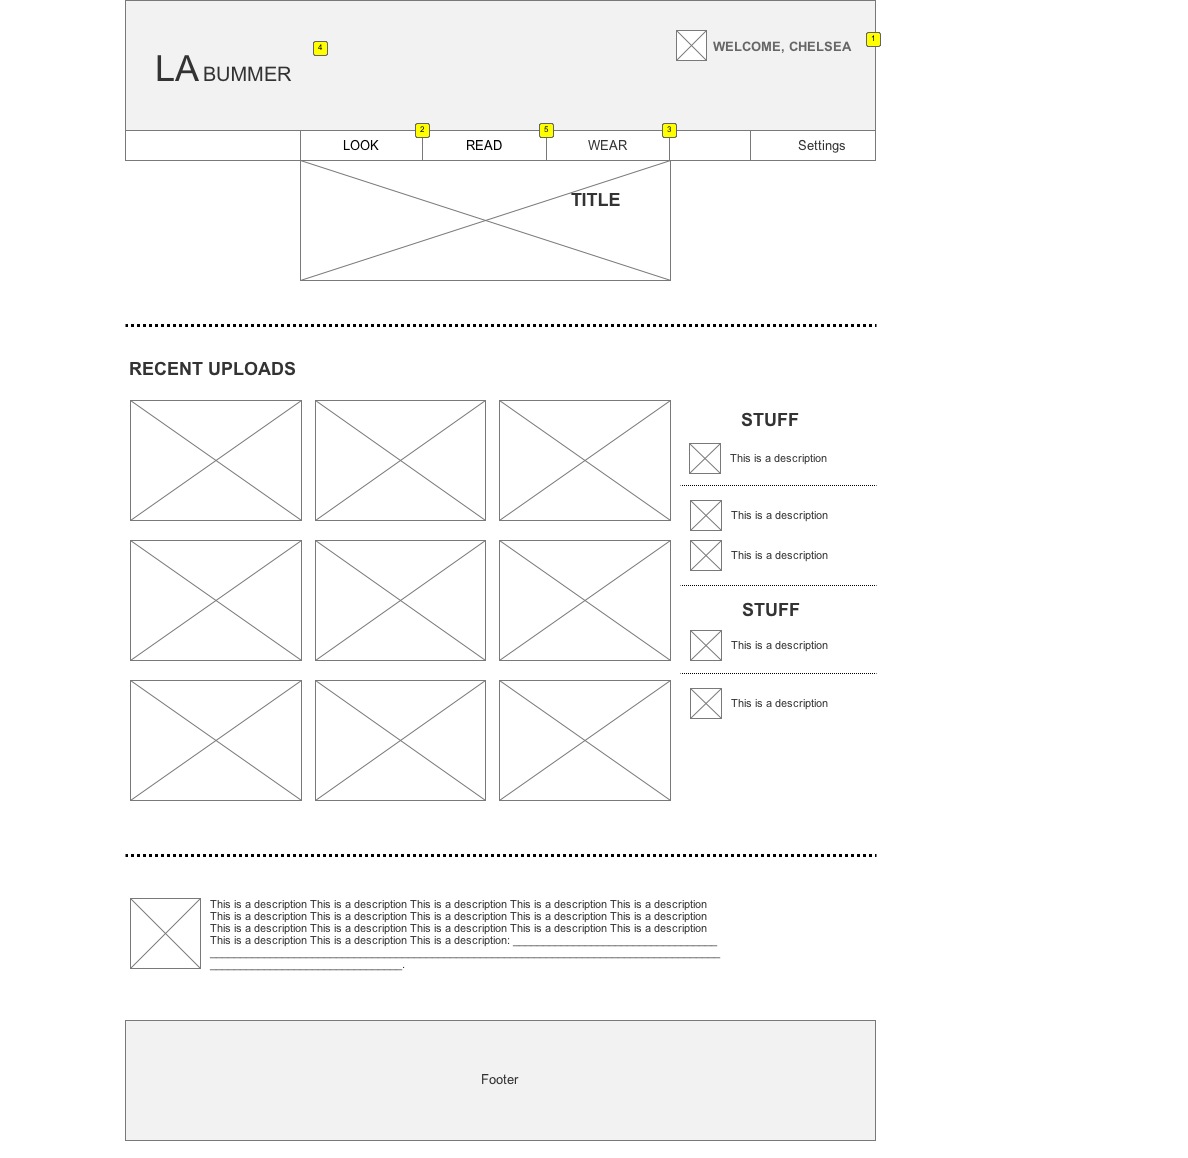 1
4
WELCOME, CHELSEA
LA BUMMER
2
5
3
LOOK
READ
WEAR
Settings
TITLE
RECENT UPLOADS
STUFF
This is a description
This is a description
This is a description
STUFF
This is a description
This is a description
This is a description This is a description This is a description This is a description This is a description
This is a description This is a description This is a description This is a description This is a description
This is a description This is a description This is a description This is a description This is a description
This is a description This is a description This is a description: __________________________________
_____________________________________________________________________________________
________________________________.
Footer